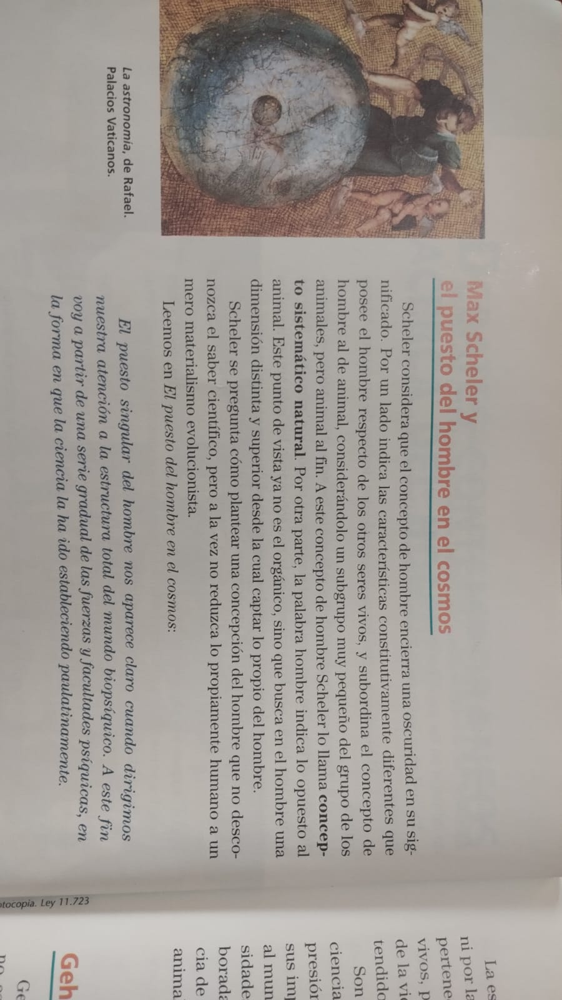 La astronomía, de Rafael.
Palacios Vaticanos.
Max Scheler y
el puesto del hombre en el cosmos
Scheler considera que el concepto de hombre encierra una oscuridad en su sig-
nificado. Por un lado indica las características constitutivamente diferentes que
posee el hombre respecto de los otros seres vivos, y subordina el concepto de
hombre al de animal, considerándolo un subgrupo muy pequeño del grupo de los
animales, pero animal al fin. A este concepto de hombre Scheler lo llama concep-
to sistemático natural. Por otra parte, la palabra hombre indica lo opuesto al
animal. Este punto de vista ya no es el orgánico, sino que busca en el hombre una
dimensión distinta y superior desde la cual captar lo propio del hombre.
Scheler se pregunta cómo plantear una concepción del hombre que no desco-
nozca el saber científico, pero a la vez no reduzca lo propiamente humano a un
mero materialismo evolucionista.
Leemos en El puesto del hombre en el cosmos:
El puesto singular del hombre nos aparece claro cuando dirigimos
nuestra atención a la estructura total del mundo biopsíquico. A este fin
voy a partir de una serie gradual de las fuerzas y facultades psíquicas, en
la forma en que la ciencia la ha ido estableciendo paulatinamente.
otocopia. Ley 11.723
La es
ni por la
pertene
vivos, p
de la vi
tendido
Son
ciencia
presión
sus imp
al mun
sidade
borada
cia de
anima
Geh
Ge